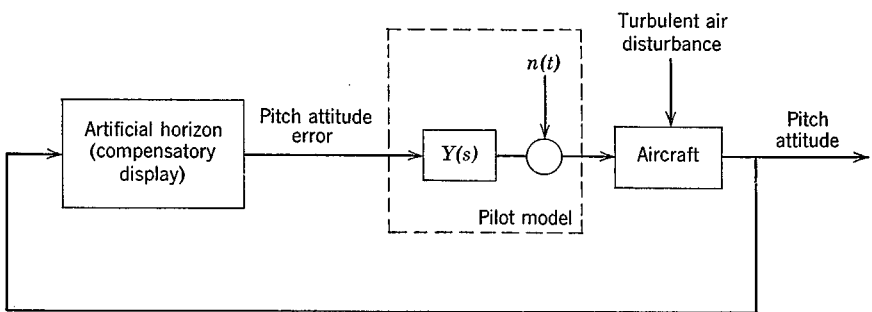 Turbulent air
disturbance
n(t)
Pitch attitude
error
Pitch
attitude
Artificial horizon
(compensatory
display)
Y(s)
Aircraft
Pilot model